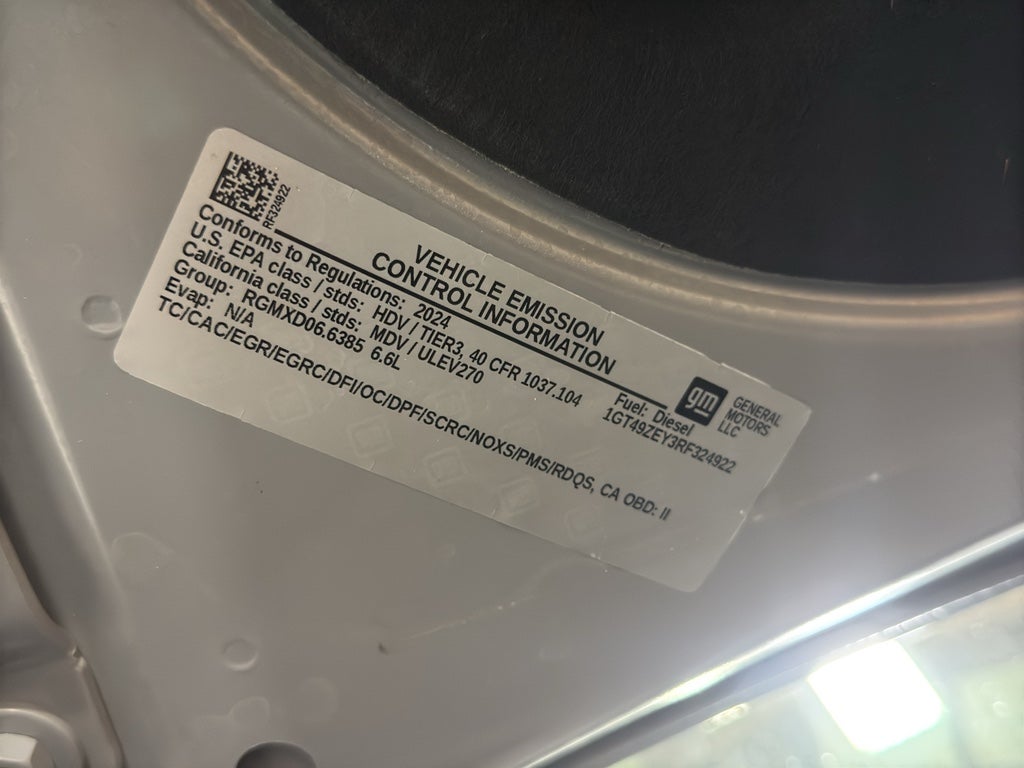 RF324922
VEHICLE EMISSION
CONTROL INFORMATION
gm
GENERAL
MOTORS
LLC
Conforms to Regulations: 2024
Fuel: Diesel
U.S. EPA class / stds: HDV / TIER3, 40 CFR 1037.104
1GT49ZEY3RF324922
California class / stds: MDV / ULEV270
Group: RGMXD06.6385 6.6L
Evap: N/A
TC/CAC/EGR/EGRC/DFI/OC/DPF/SCRC/NOXS/PMS/RDQS, CA OBD: II